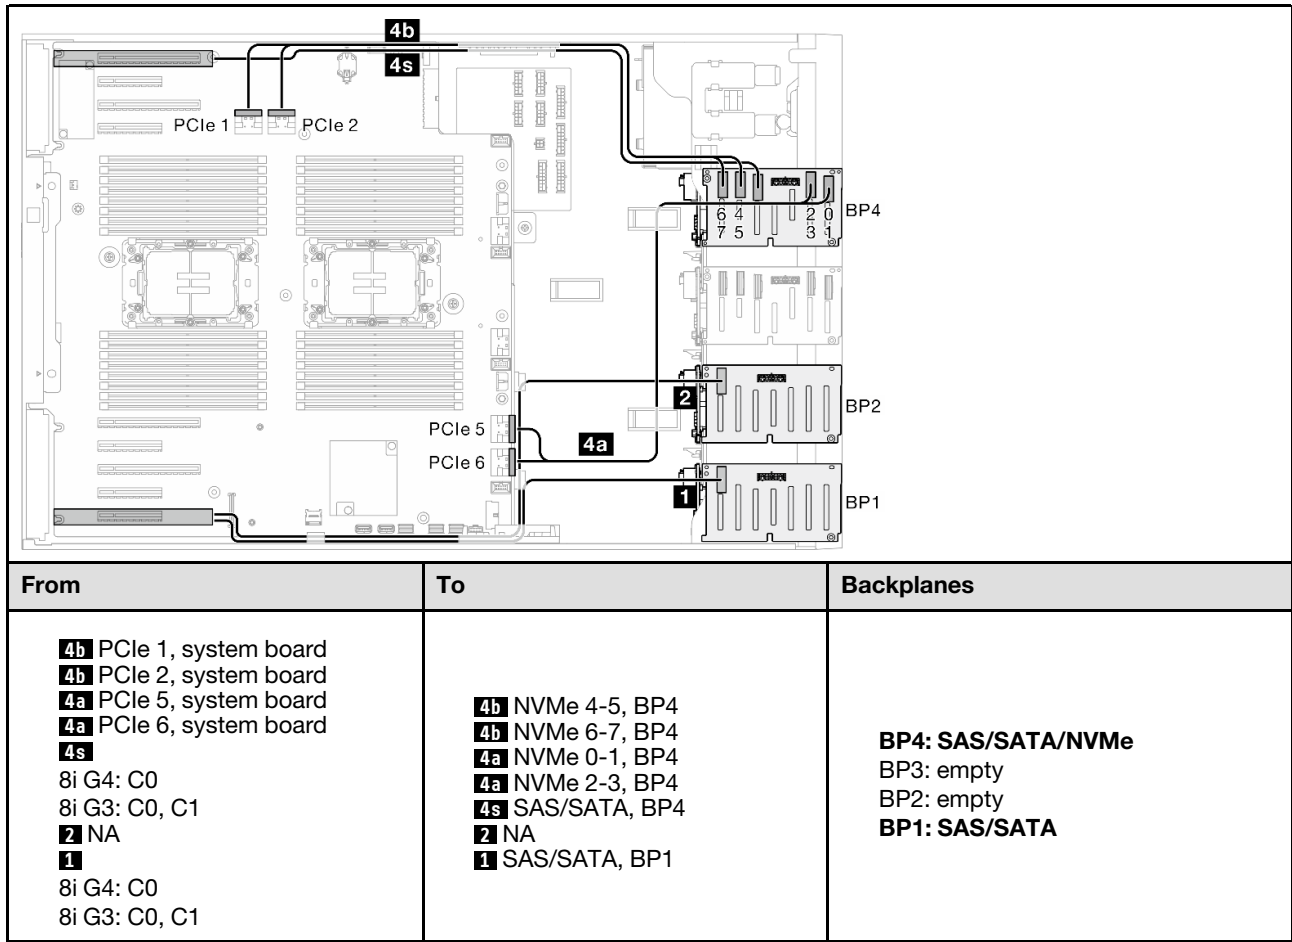 4b
4s
PCIe 1
PCIe 2
6 4 2 0
7 5 3 1
BP4
2
BP2
PCIe 5
4a
PCIe 6
1
BP1
From
To
Backplanes
4b PCIe 1, system board
4b PCIe 2, system board
4a PCIe 5, system board
4a PCIe 6, system board
4s
8i G4: C0
8i G3: C0, C1
2 NA
1
8i G4: C0
8i G3: C0, C1
4b NVMe 4-5, BP4
4b NVMe 6-7, BP4
4a NVMe 0-1, BP4
4a NVMe 2-3, BP4
4s SAS/SATA, BP4
2 NA
1 SAS/SATA, BP1
BP4: SAS/SATA/NVMe
BP3: empty
BP2: empty
BP1: SAS/SATA